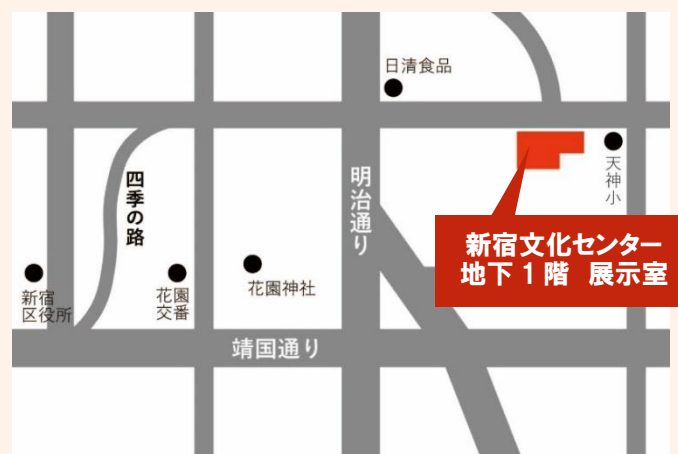 日清食品
天神小
四季の路
明治通り
新宿文化センター
地下1階 展示室
新宿
区役所
花園
交番
花園神社
靖国通り